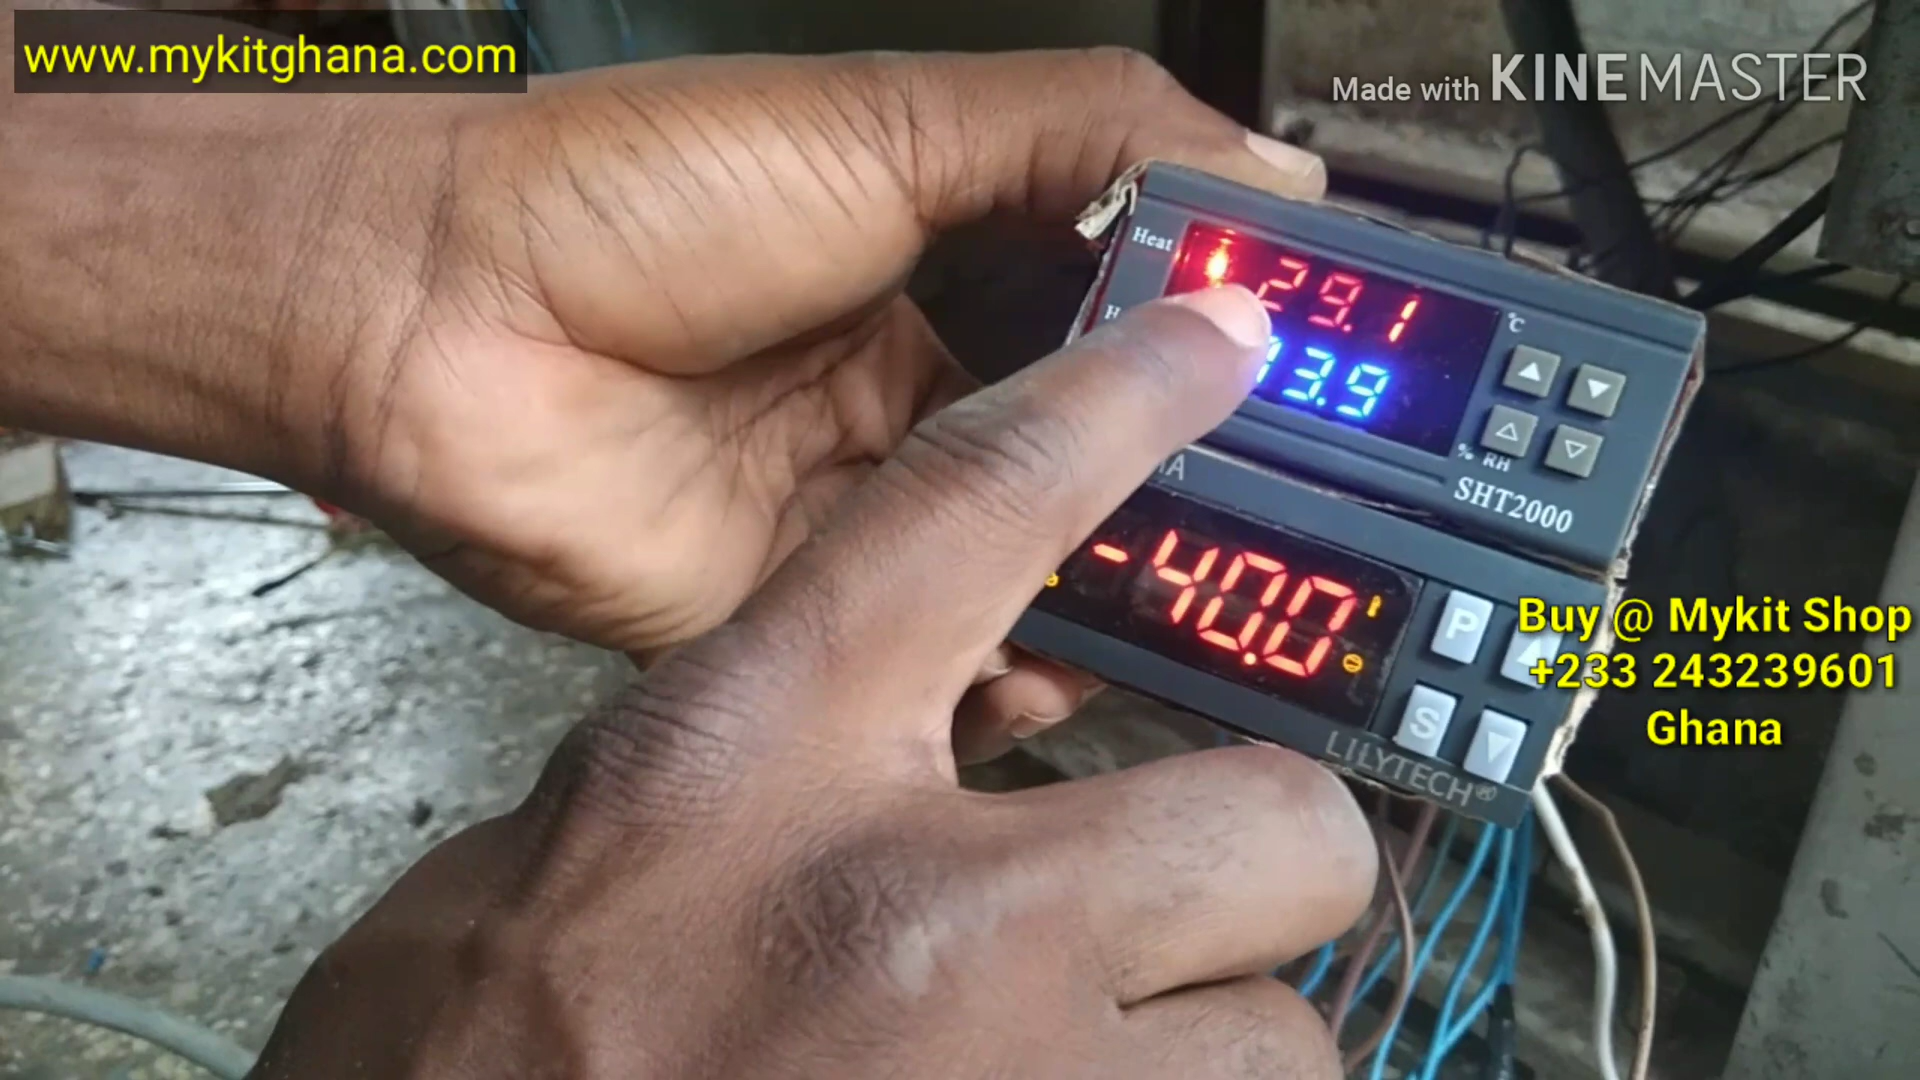 www.mykitghana.com
Made with KINEMASTER
Heat
29.1
°C
3.9
% RH
SHT2000
-40.0
P
S
LILYTECH®
Buy @ Mykit Shop
+233 243239601
Ghana